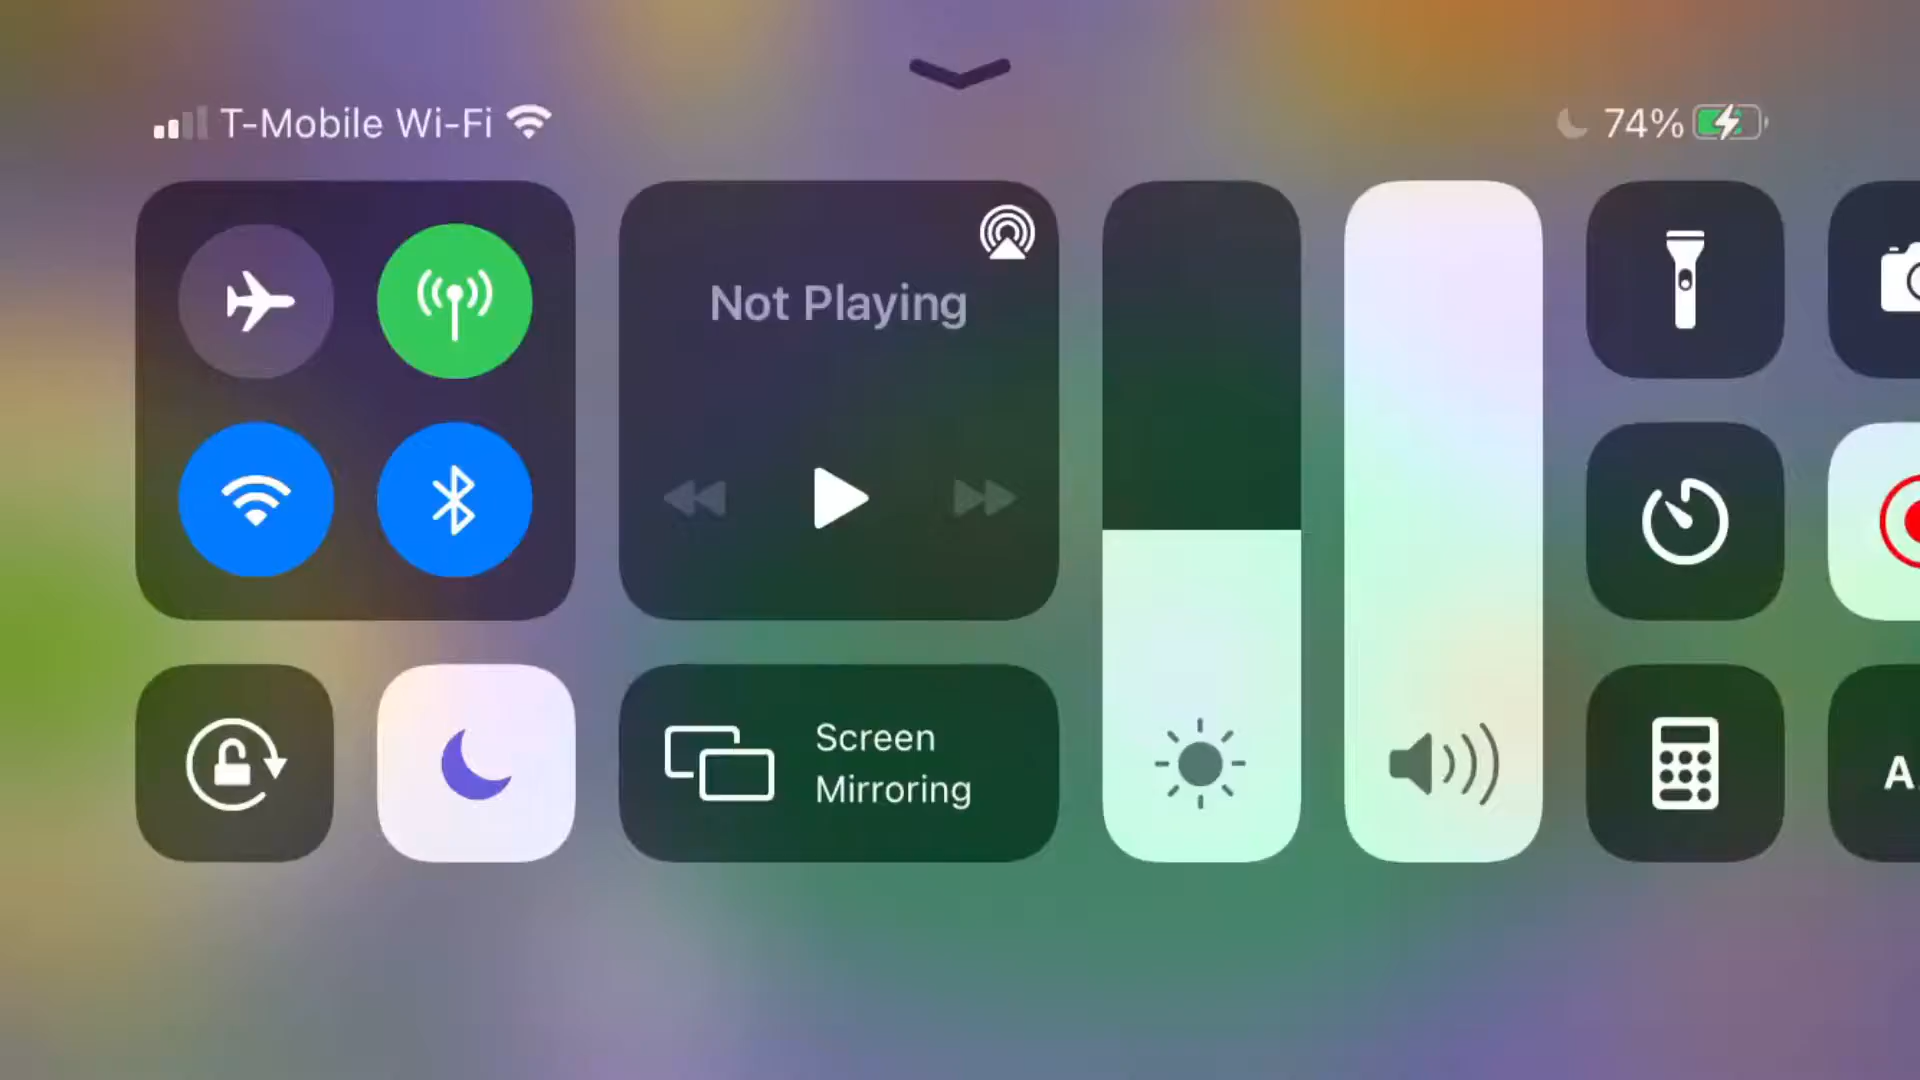 T-Mobile Wi-Fi
74%
Not Playing
Screen
Mirroring
A